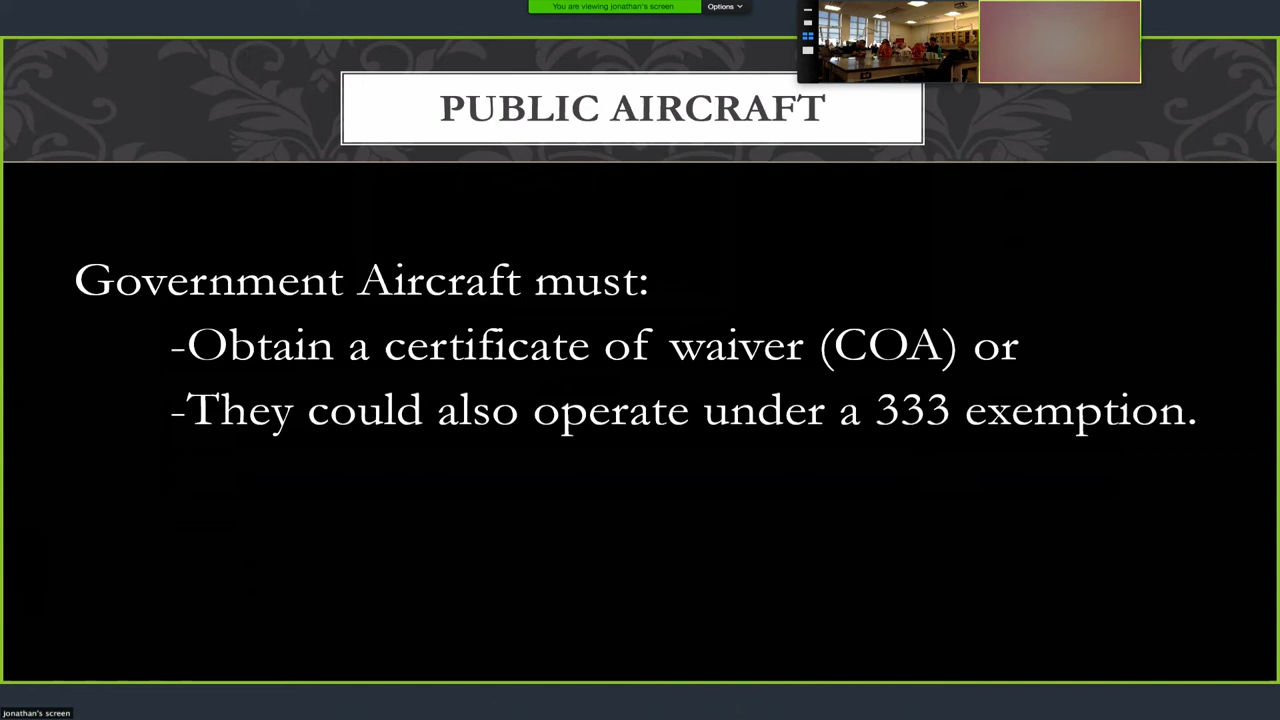 You are viewing jonathan's screen
Options
PUBLIC AIRCRAFT
Government Aircraft must:
-Obtain a certificate of waiver (COA) or
-They could also operate under a 333 exemption.
Jonathan's screen